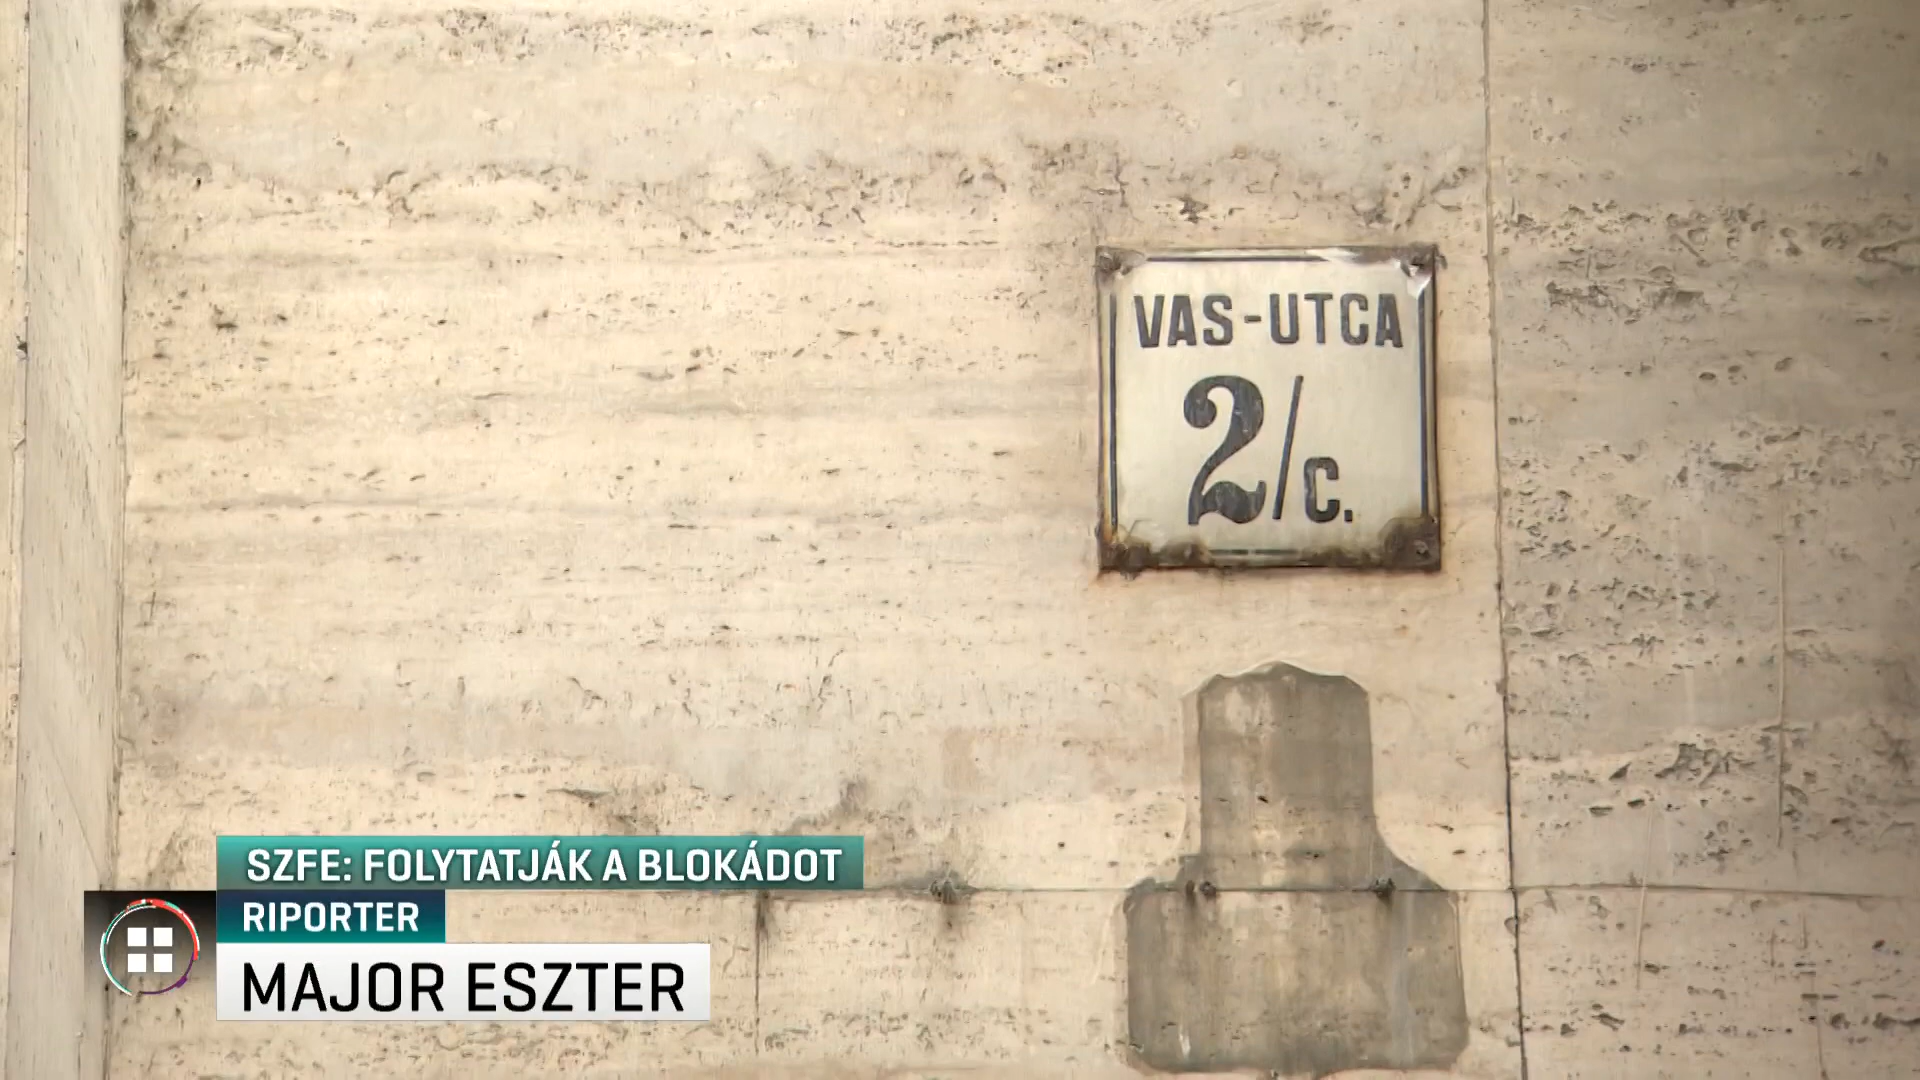 VAS-UTCA
2/C.
SZFE: FOLYTATJÁK A BLOKÁDOT
RIPORTER
MAJOR ESZTER